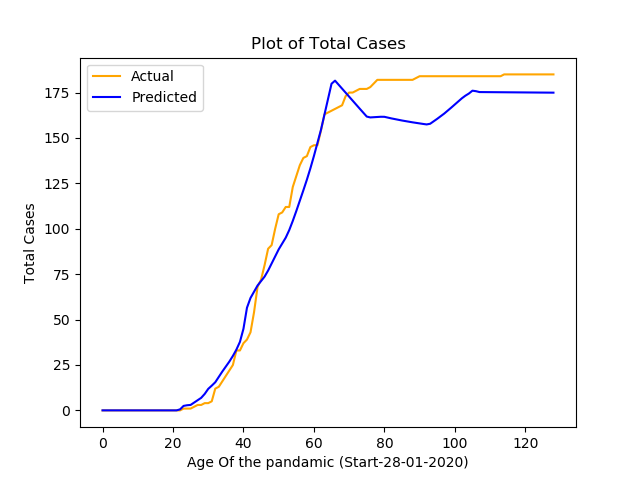 Plot of Total Cases
Actual
Predicted
175
150
125
100
75
50
25
0
Total Cases
0 20 40 60 80 100 120
Age Of the pandamic (Start-28-01-2020)